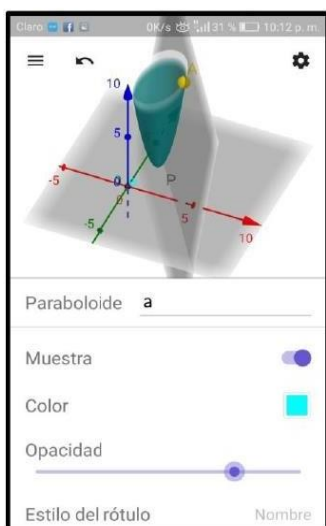 Claro 0K/s 31 % 10:12 p. m.
A
10
5
0
0
P
-5
5
-5
10
Paraboloide a
Muestra
Color
Opacidad
Estilo del rótulo Nombre